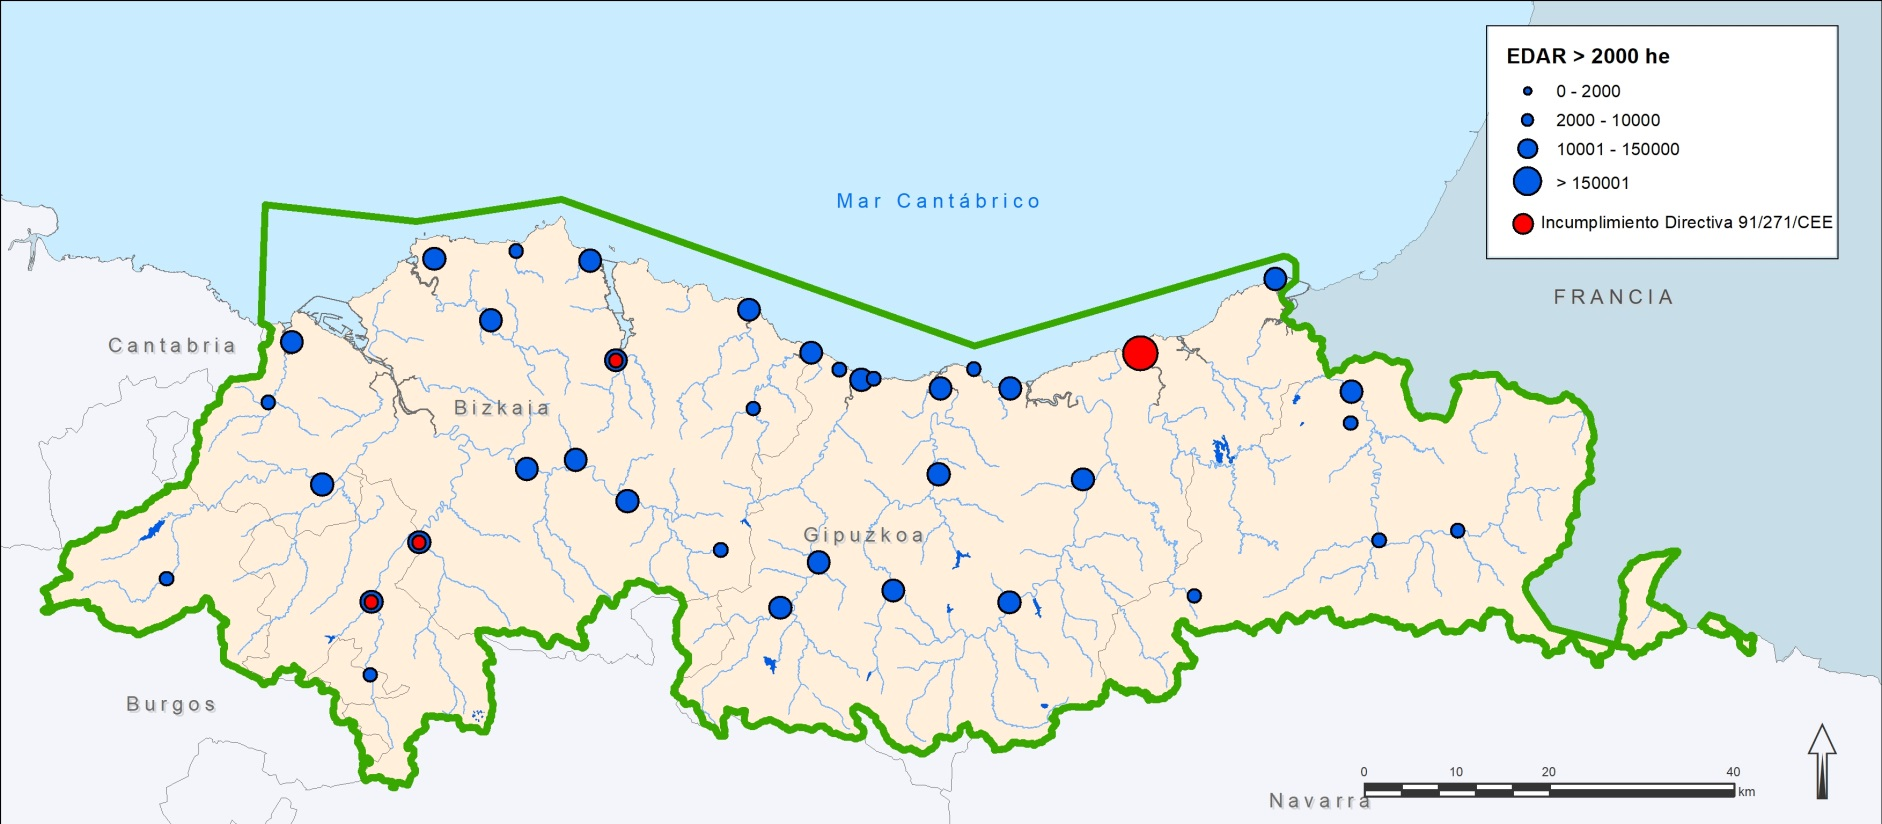 EDAR > 2000 he
0 - 2000
2000 - 10000
10001 - 150000
> 150001
Incumplimiento Directiva 91/271/CEE
Mar Cantábrico
FRANCIA
Cantabria
Bizkaia
Gipuzkoa
Burgos
Navarra
0 10 20 40
km